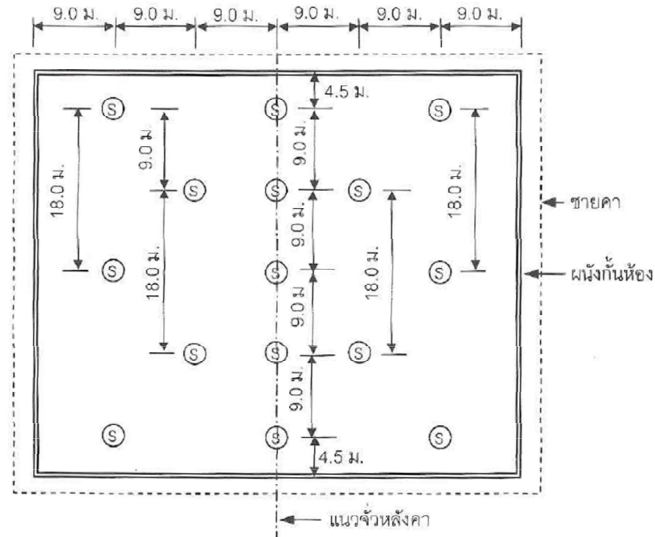 9.0 ม. 9.0 ม. 9.0 ม. 9.0 ม. 9.0 ม. 9.0 ม.
4.5 ม.
S S S
18.0 ม. 9.0 ม. 9.0 ม. 18.0 ม.
S S S
ชายคา
18.0 ม. 9.0 ม. 18.0 ม.
S S S
ผนังกั้นห้อง
9.0 ม.
S S S
9.0 ม.
S S S
4.5 ม.
แนวจั่วหลังคา